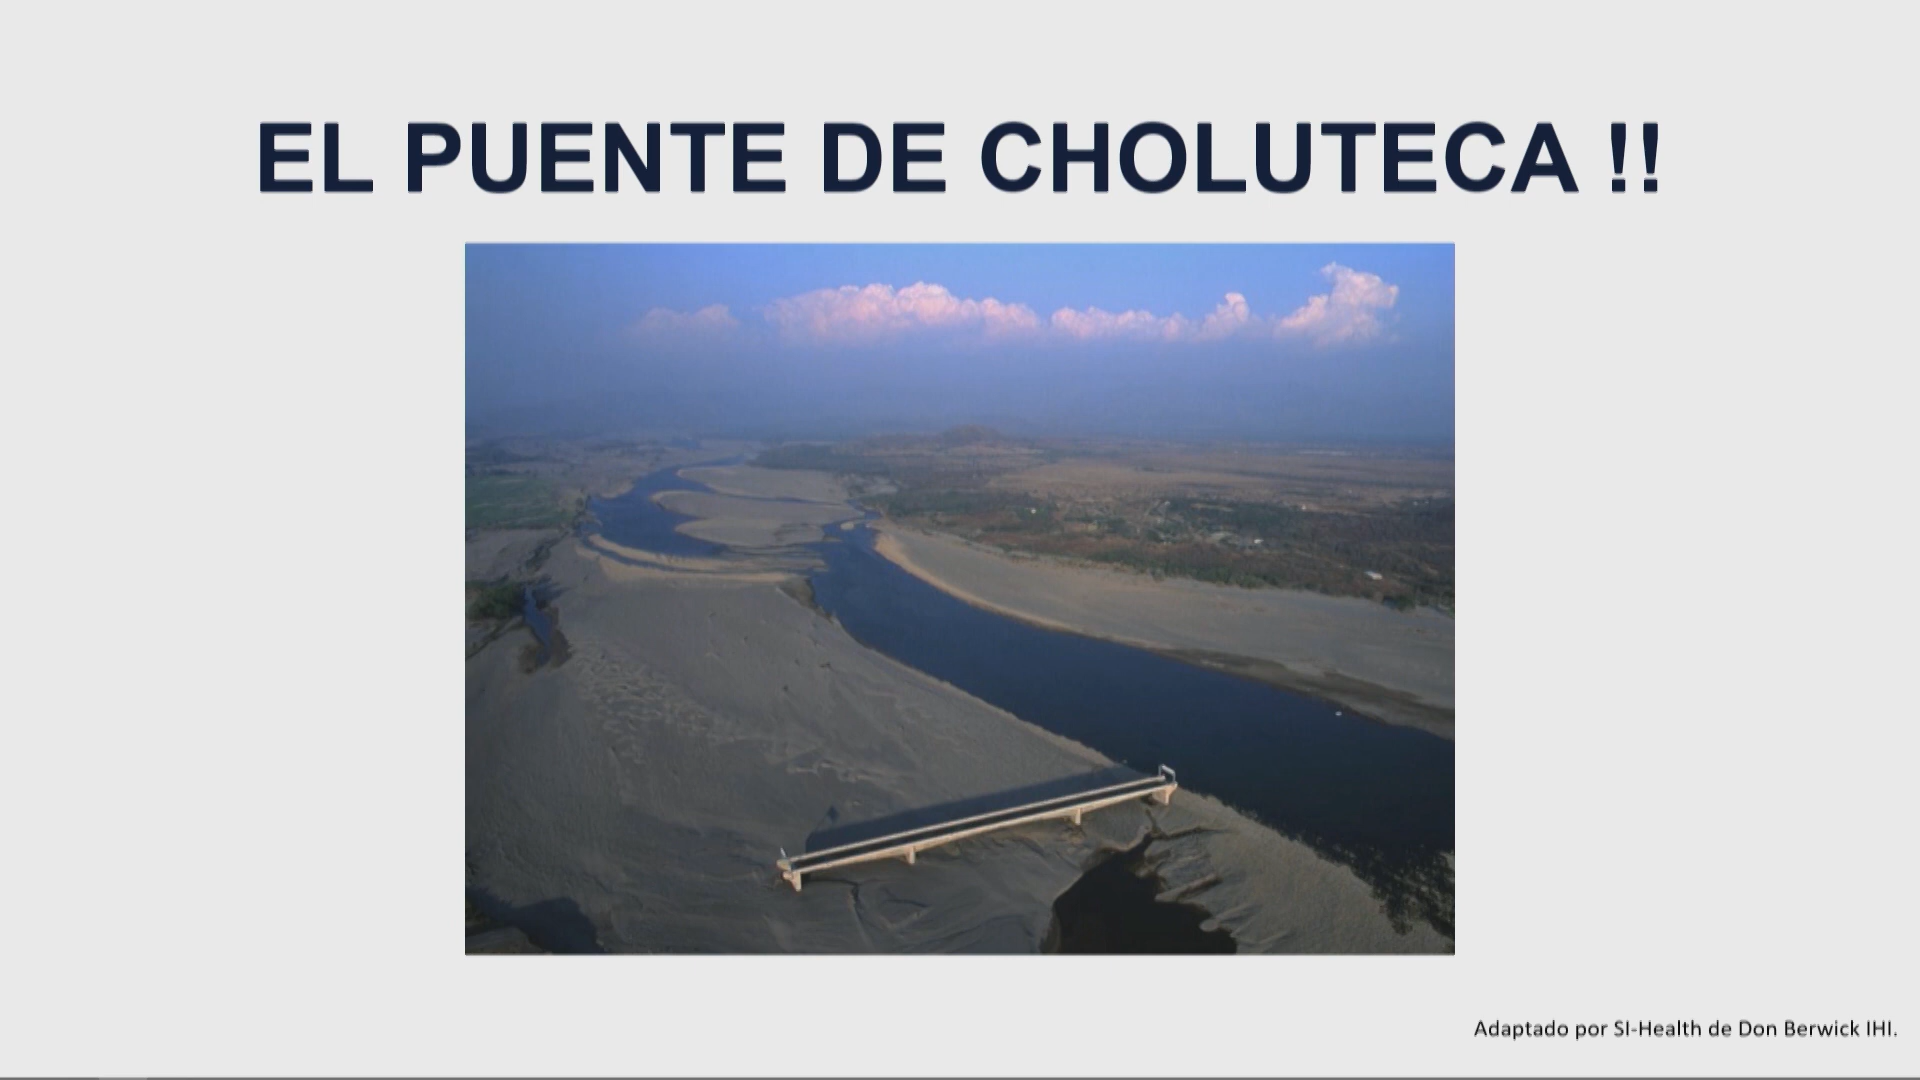 EL PUENTE DE CHOLUTECA !!
Adaptado por SI-Health de Don Berwick IHI.